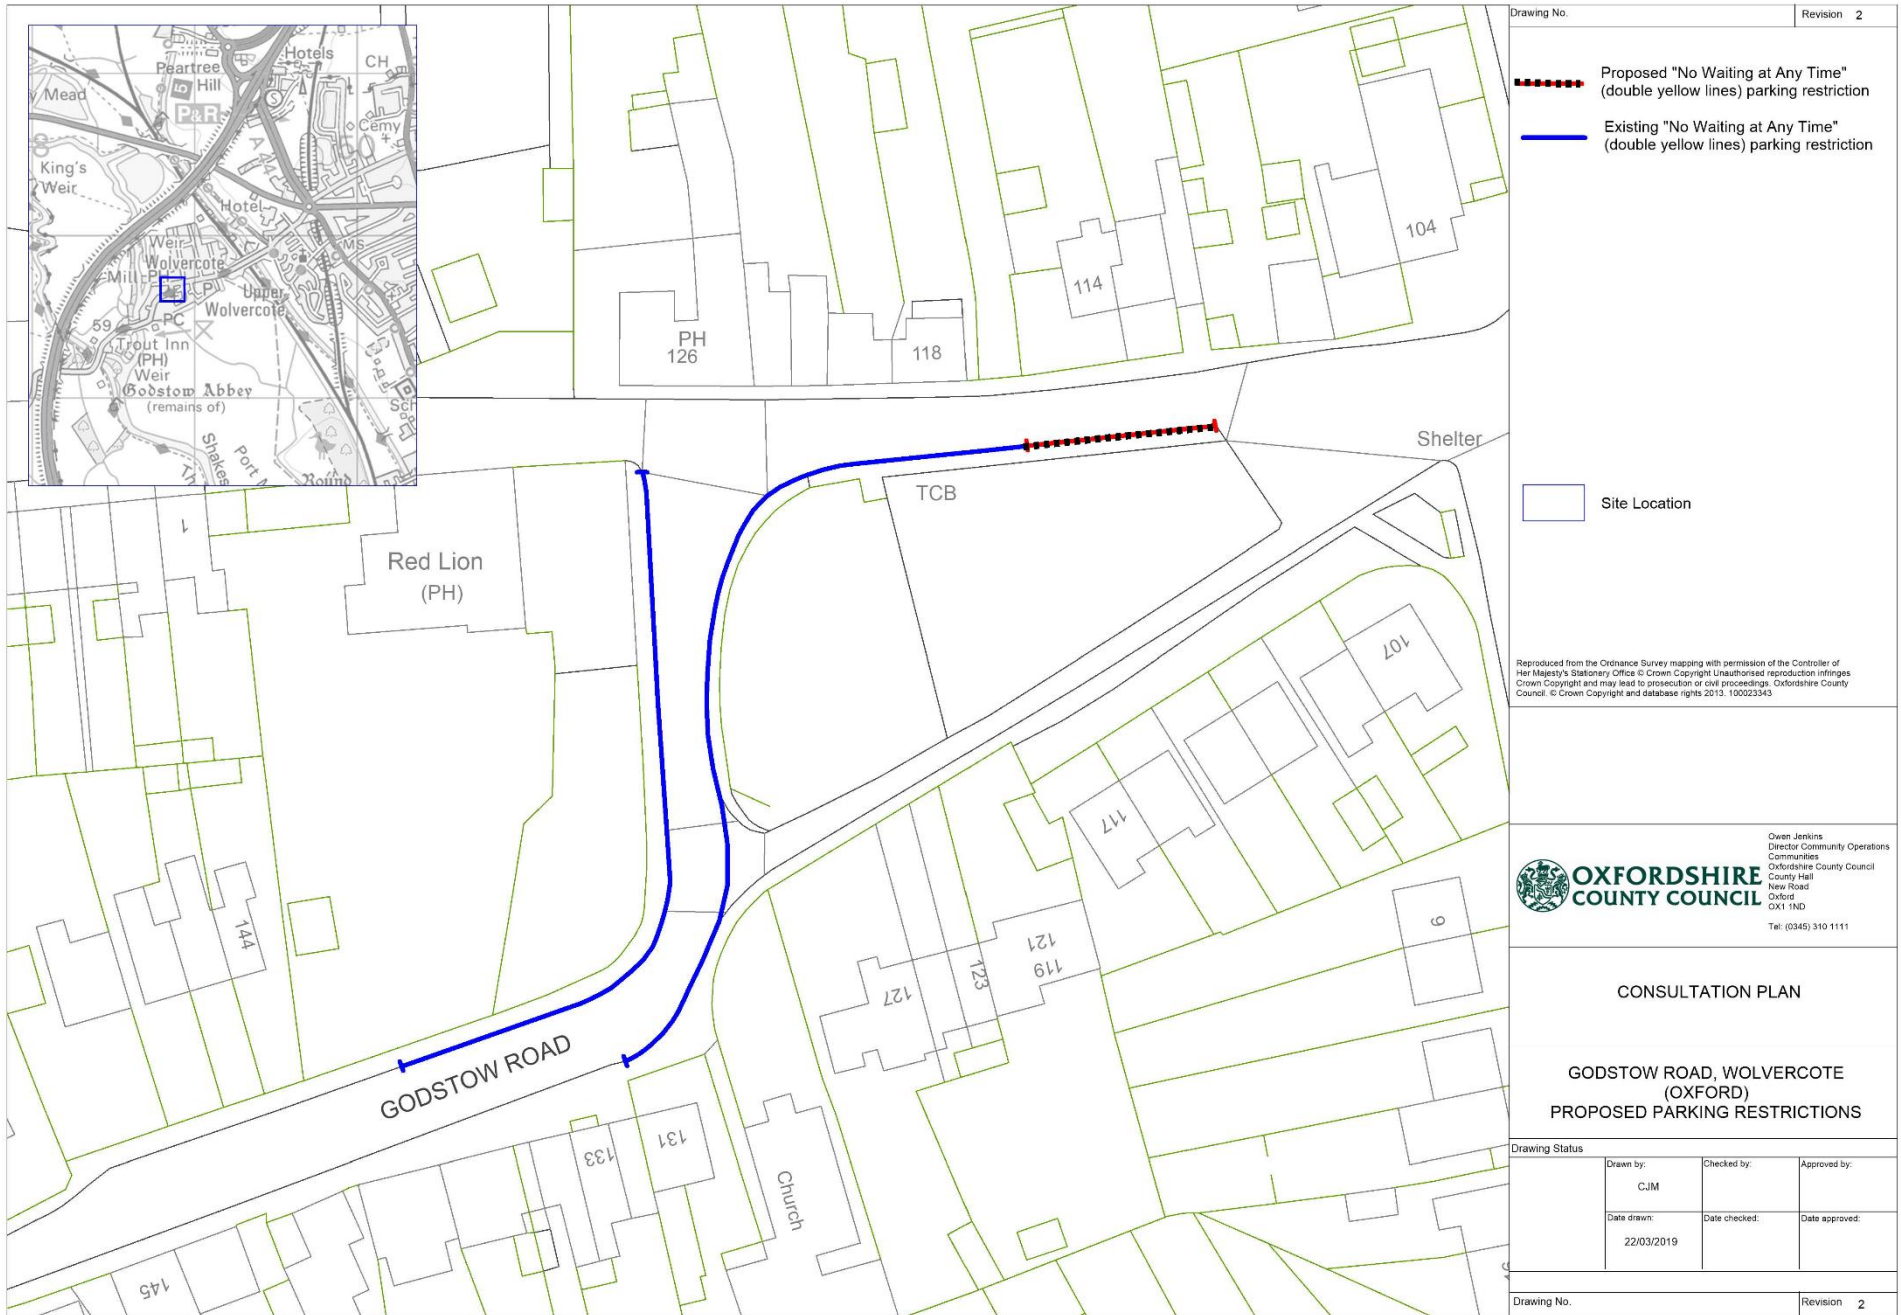 Peartree
Hill
Hotels
CH
Mead
P&R
S
A 44
Cemy
King's
Weir
Hotel
MS
Weir
Wolvercote
Mill
PH
P
Upper
Wolvercote
59
PC
Trout Inn
(PH)
Weir
Godstow Abbey
(remains of)
Sch
Port
Round
PH
126
118
114
104
Shelter
TCB
1
Red Lion
(PH)
107
117
144
121
119
123
127
9
GODSTOW ROAD
131
133
Church
145
Drawing No.
Revision 2
Proposed "No Waiting at Any Time"
(double yellow lines) parking restriction
Existing "No Waiting at Any Time"
(double yellow lines) parking restriction
Site Location
Reproduced from the Ordnance Survey mapping with permission of the Controller of
Her Majesty's Stationery Office © Crown Copyright Unauthorised reproduction infringes
Crown Copyright and may lead to prosecution or civil proceedings. Oxfordshire County
Council. © Crown Copyright and database rights 2013. 100023343
OXFORDSHIRE
COUNTY COUNCIL
Owen Jenkins
Director Community Operations
Communities
Oxfordshire County Council
County Hall
New Road
Oxford
OX1 1ND
Tel: (0345) 310 1111
CONSULTATION PLAN
GODSTOW ROAD, WOLVERCOTE
(OXFORD)
PROPOSED PARKING RESTRICTIONS
Drawing Status
Drawn by:
CJM
Checked by:
Approved by:
Date drawn:
22/03/2019
Date checked:
Date approved:
Drawing No.
Revision 2